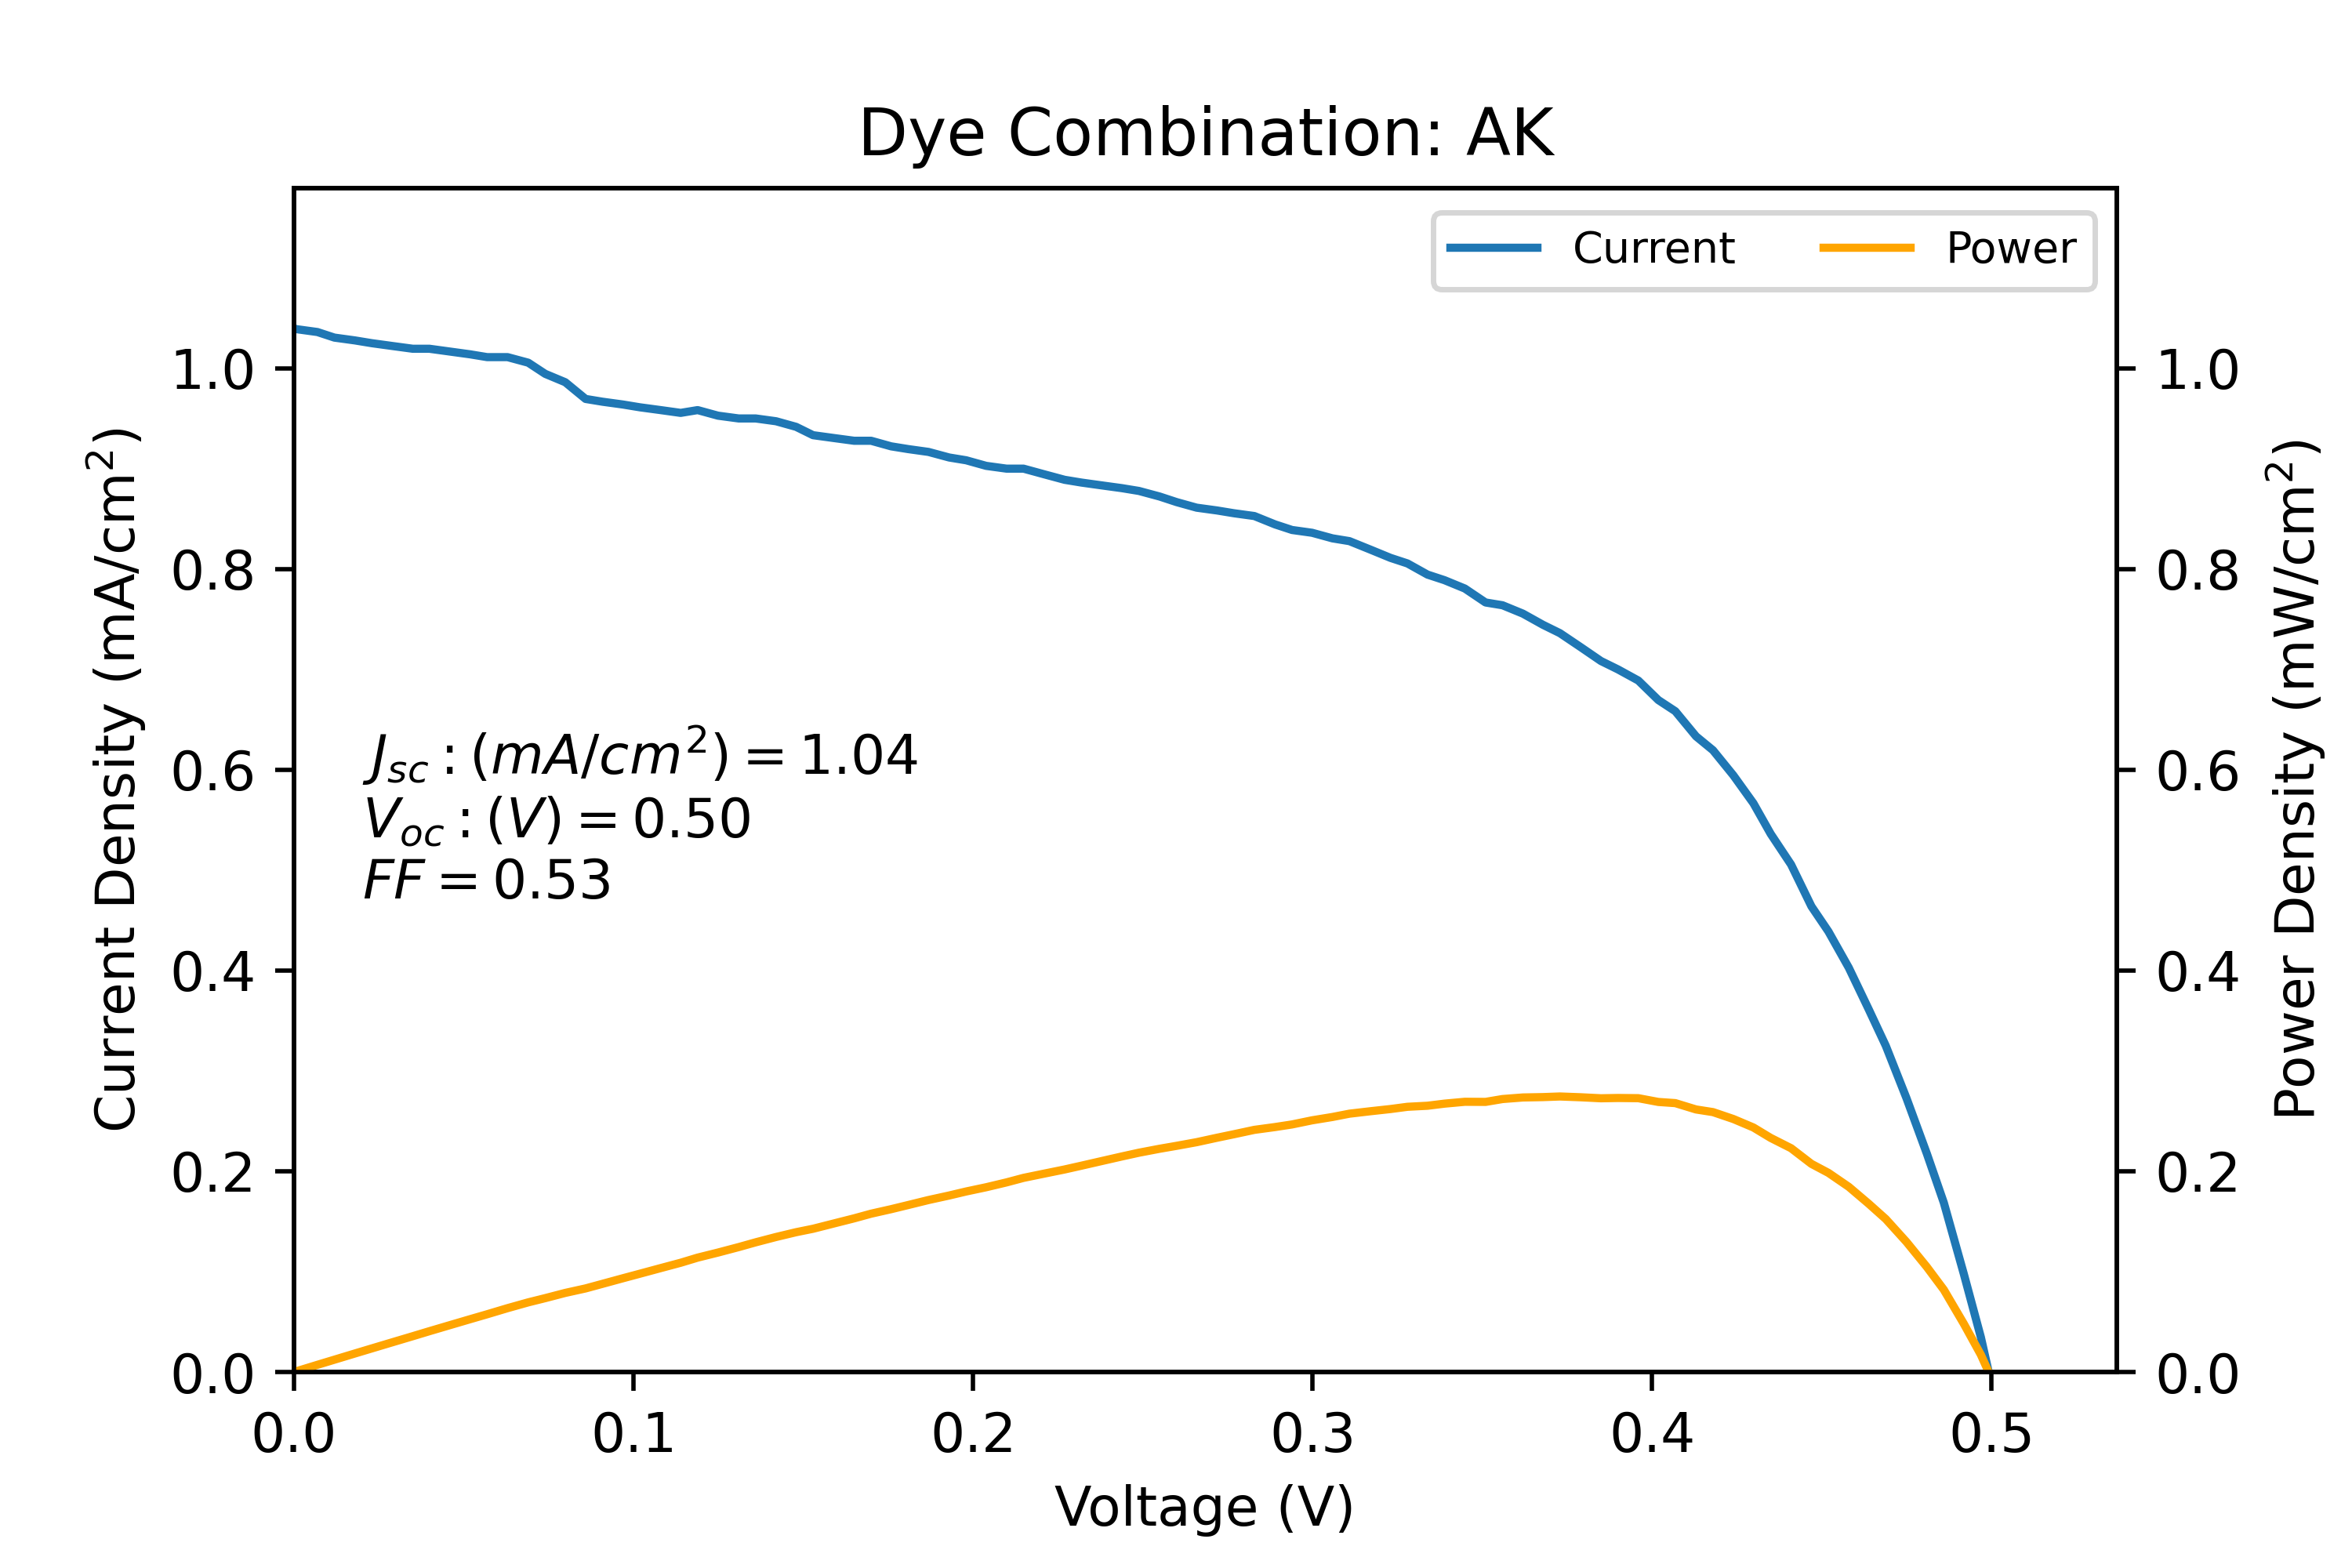 Dye Combination: AK
Current Power
1.0
0.8
0.6
0.4
0.2
0.0
Current Density (mA/cm²)
J_sc : (mA/cm²) = 1.04
V_oc : (V) = 0.50
FF = 0.53
1.0
0.8
0.6
0.4
0.2
0.0
Power Density (mW/cm²)
0.0 0.1 0.2 0.3 0.4 0.5
Voltage (V)